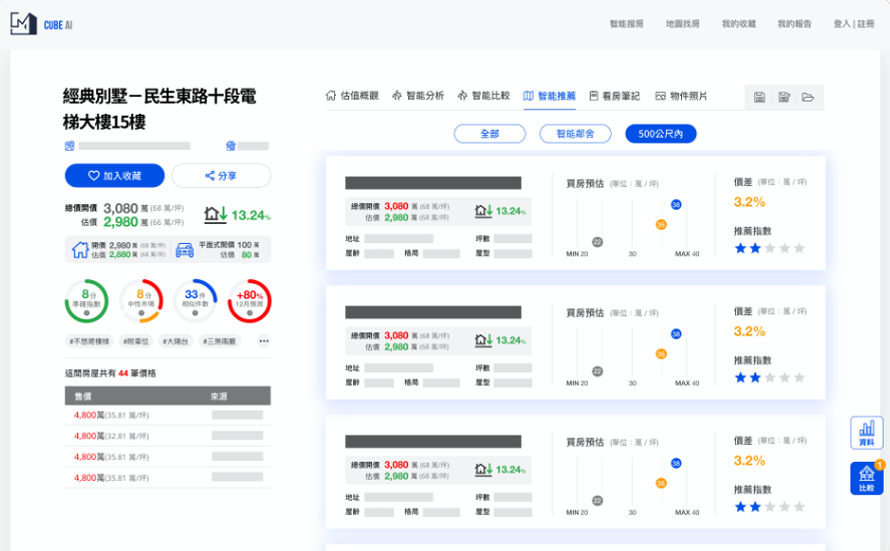 CUBE AI
智能搜房 地圖找房 我的收藏 我的報告 登入 | 註冊
經典別墅－民生東路十段電
梯大樓15樓
加入收藏 分享
總價開價 3,080 萬 (68 萬/坪)
估價 2,980 萬 (66 萬/坪)
13.24%
開價 2,980 萬 (68 萬/坪)
估價 2,880 萬 (68 萬/坪)
平面式開價 100 萬
估價 80 萬
8分
準確指數
8分
中性市場
33件
相似件數
+80%
12月預測
#不想爬樓梯 #附車位 #大陽台 #三房兩廳
這間房屋共有 44 筆價格
售價 來源
4,800萬(35.81 萬/坪)
4,800萬(32.81 萬/坪)
4,800萬(35.81 萬/坪)
4,800萬(35.81 萬/坪)
估值概觀 智能分析 智能比較 智能推薦 看房筆記 物件照片
全部 智能鄰舍 500公尺內
總價開價 3,080 萬 (68 萬/坪)
估價 2,980 萬 (68 萬/坪)
13.24%
地址 坪數
屋齡 格局 屋型
買房預估 (單位：萬 / 坪)
38
35
22
MIN 20 30 MAX 40
價差 (單位：萬 / 坪)
3.2%
推薦指數
總價開價 3,080 萬 (68 萬/坪)
估價 2,980 萬 (68 萬/坪)
13.24%
地址 坪數
屋齡 格局 屋型
買房預估 (單位：萬 / 坪)
38
35
22
MIN 20 30 MAX 40
價差 (單位：萬 / 坪)
3.2%
推薦指數
總價開價 3,080 萬 (68 萬/坪)
估價 2,980 萬 (68 萬/坪)
13.24%
地址 坪數
屋齡 格局 屋型
買房預估 (單位：萬 / 坪)
38
35
22
MIN 20 30 MAX 40
價差 (單位：萬 / 坪)
3.2%
推薦指數
資料
1
比較